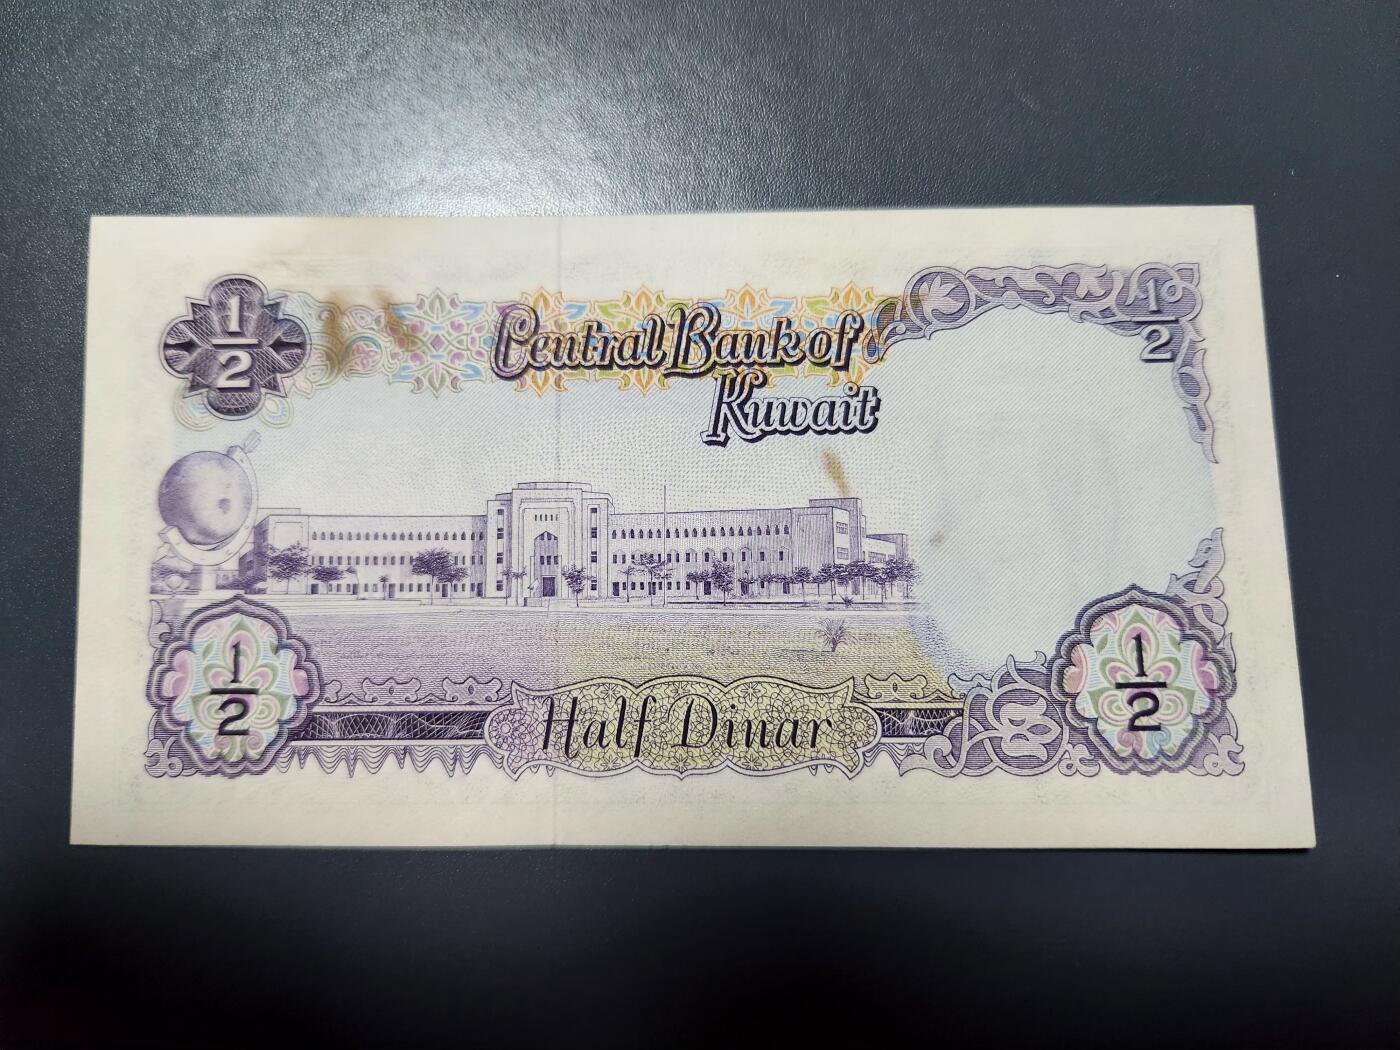 1/2
Central Bank of
Kuwait
1/2
1/2
Half Dinar
1/2